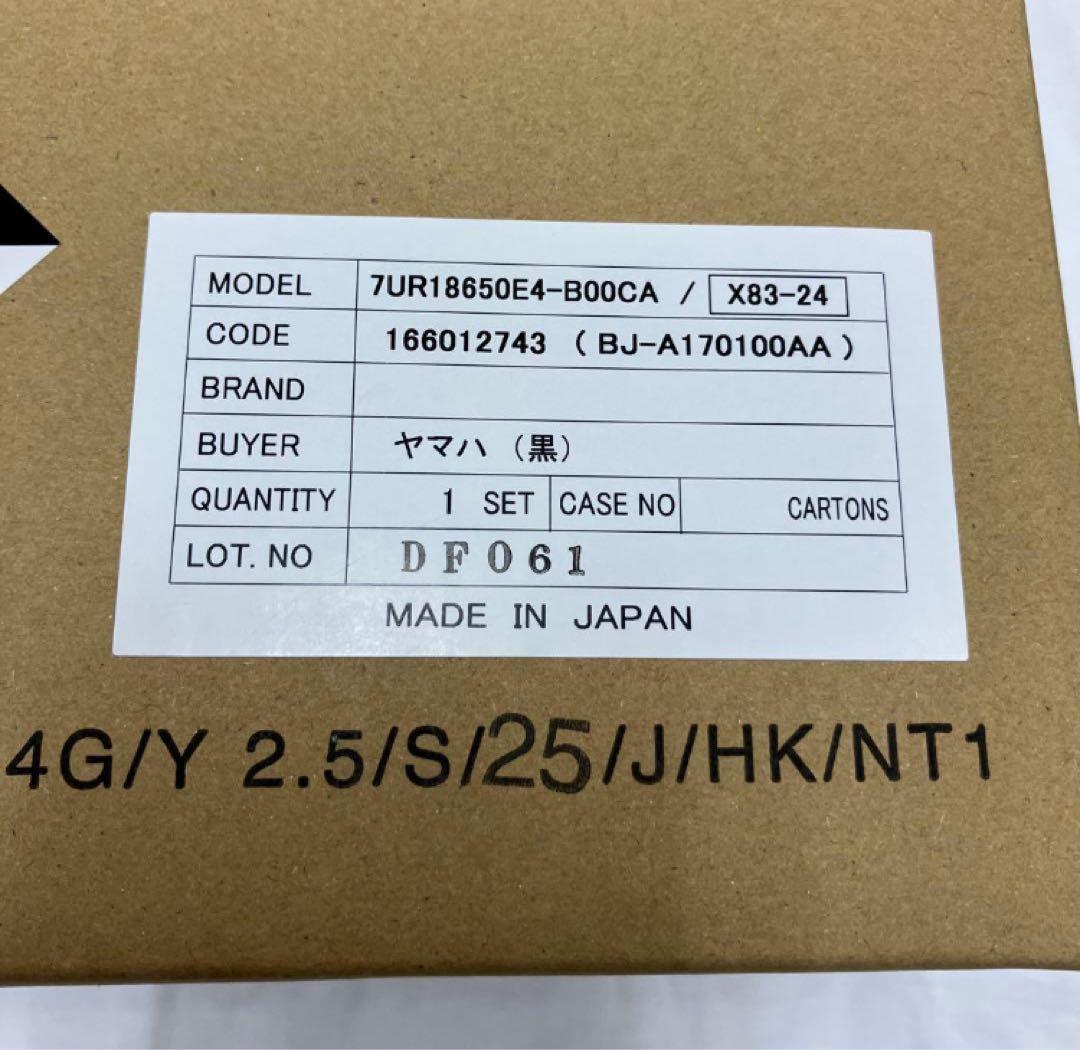 MODEL 7UR18650E4-B00CA / X83-24
CODE 166012743 ( BJ-A170100AA )
BRAND
BUYER ヤマハ (黒)
QUANTITY 1 SET CASE NO CARTONS
LOT. NO DF061
MADE IN JAPAN
4G/Y 2.5/S/25/J/HK/NT1